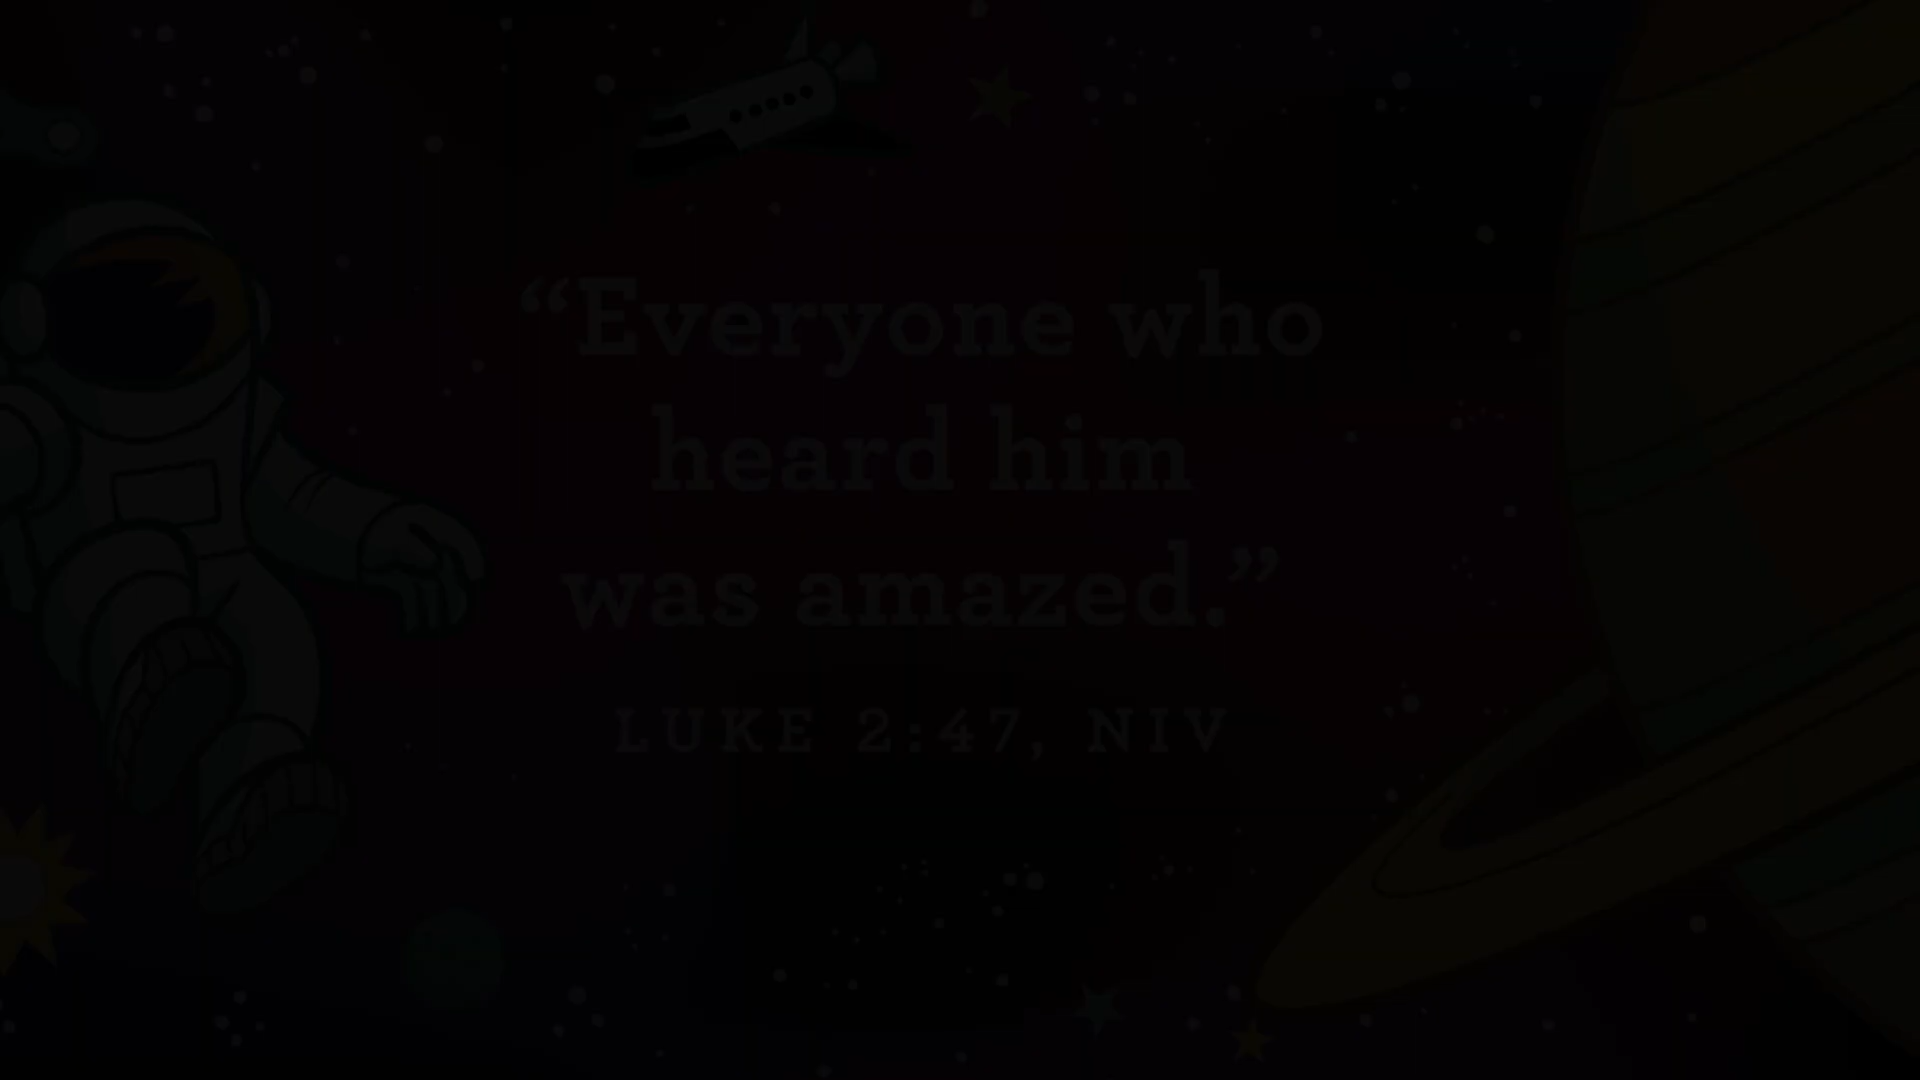 “Everyone who
heard him
was amazed.”
LUKE 2:47, NIV